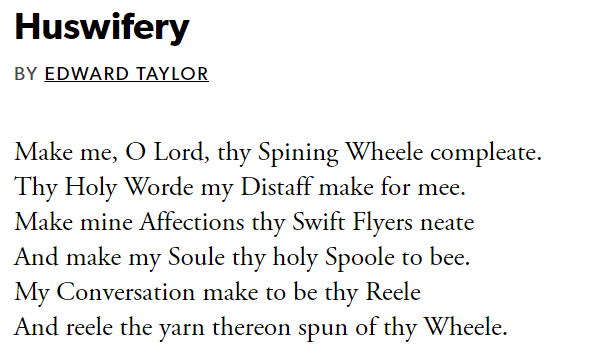 Huswifery
BY EDWARD TAYLOR
Make me, O Lord, thy Spining Wheele compleate.
Thy Holy Worde my Distaff make for mee.
Make mine Affections thy Swift Flyers neate
And make my Soule thy holy Spoole to bee.
My Conversation make to be thy Reele
And reele the yarn thereon spun of thy Wheele.